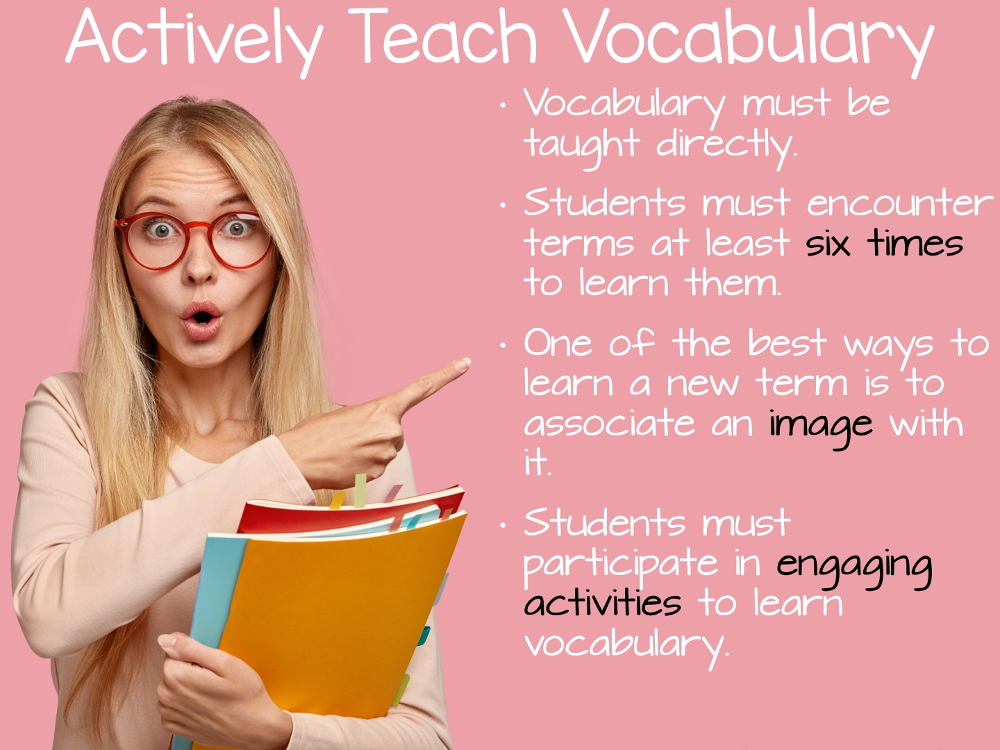 Actively Teach Vocabulary
• Vocabulary must be
taught directly.
• Students must encounter
terms at least six times
to learn them.
• One of the best ways to
learn a new term is to
associate an image with
it.
• Students must
participate in engaging
activities to learn
vocabulary.